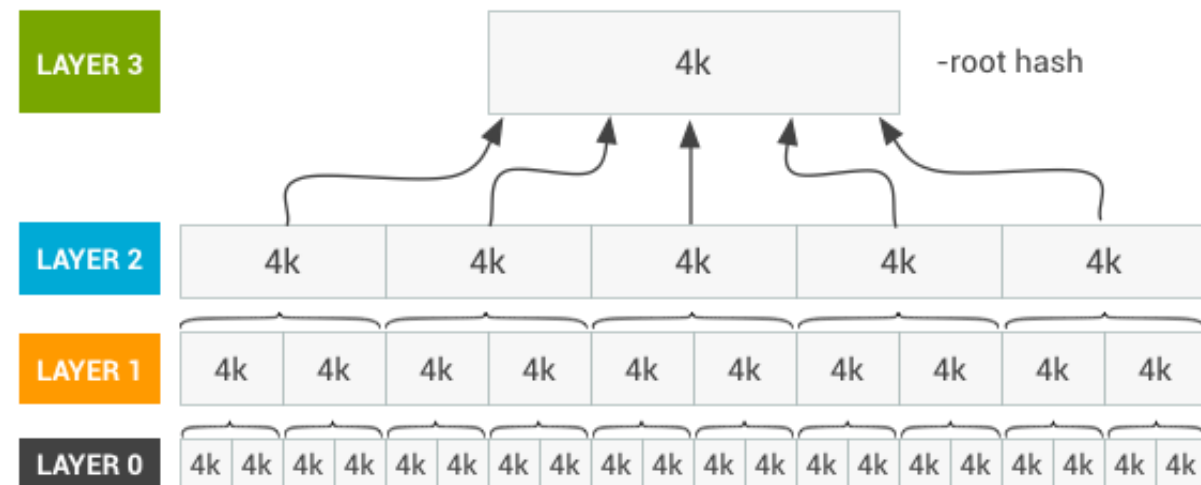 LAYER 3 4k -root hash
LAYER 2 4k 4k 4k 4k 4k
LAYER 1 4k 4k 4k 4k 4k 4k 4k 4k 4k 4k
LAYER 0 4k 4k 4k 4k 4k 4k 4k 4k 4k 4k 4k 4k 4k 4k 4k 4k 4k 4k 4k 4k